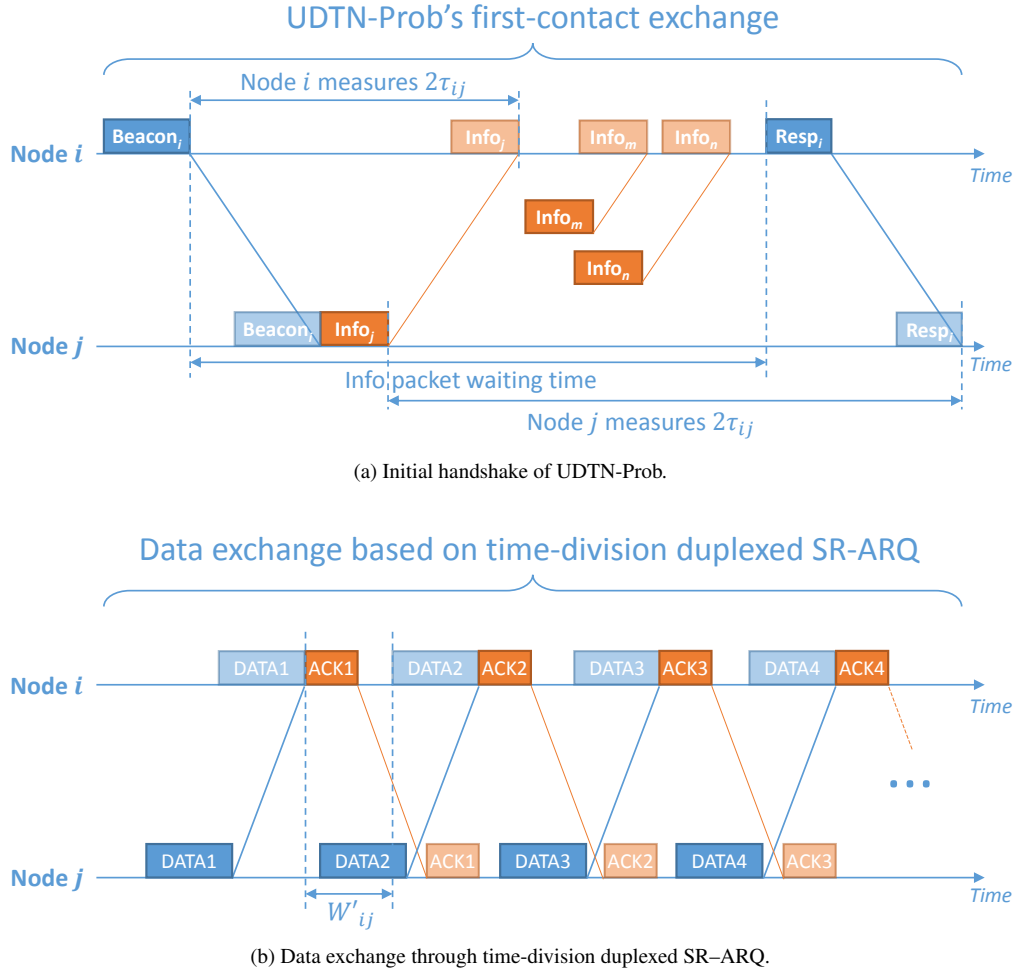 UDTN-Prob's first-contact exchange
Node i measures 2τij
Beaconi
Infoj
Infom
Infon
Respi
Node i
Time
Infom
Infon
Beaconi
Infoj
Respi
Node j
Time
Info packet waiting time
Node j measures 2τij
(a) Initial handshake of UDTN-Prob.
Data exchange based on time-division duplexed SR-ARQ
DATA1 ACK1 DATA2 ACK2 DATA3 ACK3 DATA4 ACK4
Node i
Time
...
DATA1 DATA2 ACK1 DATA3 ACK2 DATA4 ACK3
Node j
Time
W'ij
(b) Data exchange through time-division duplexed SR–ARQ.